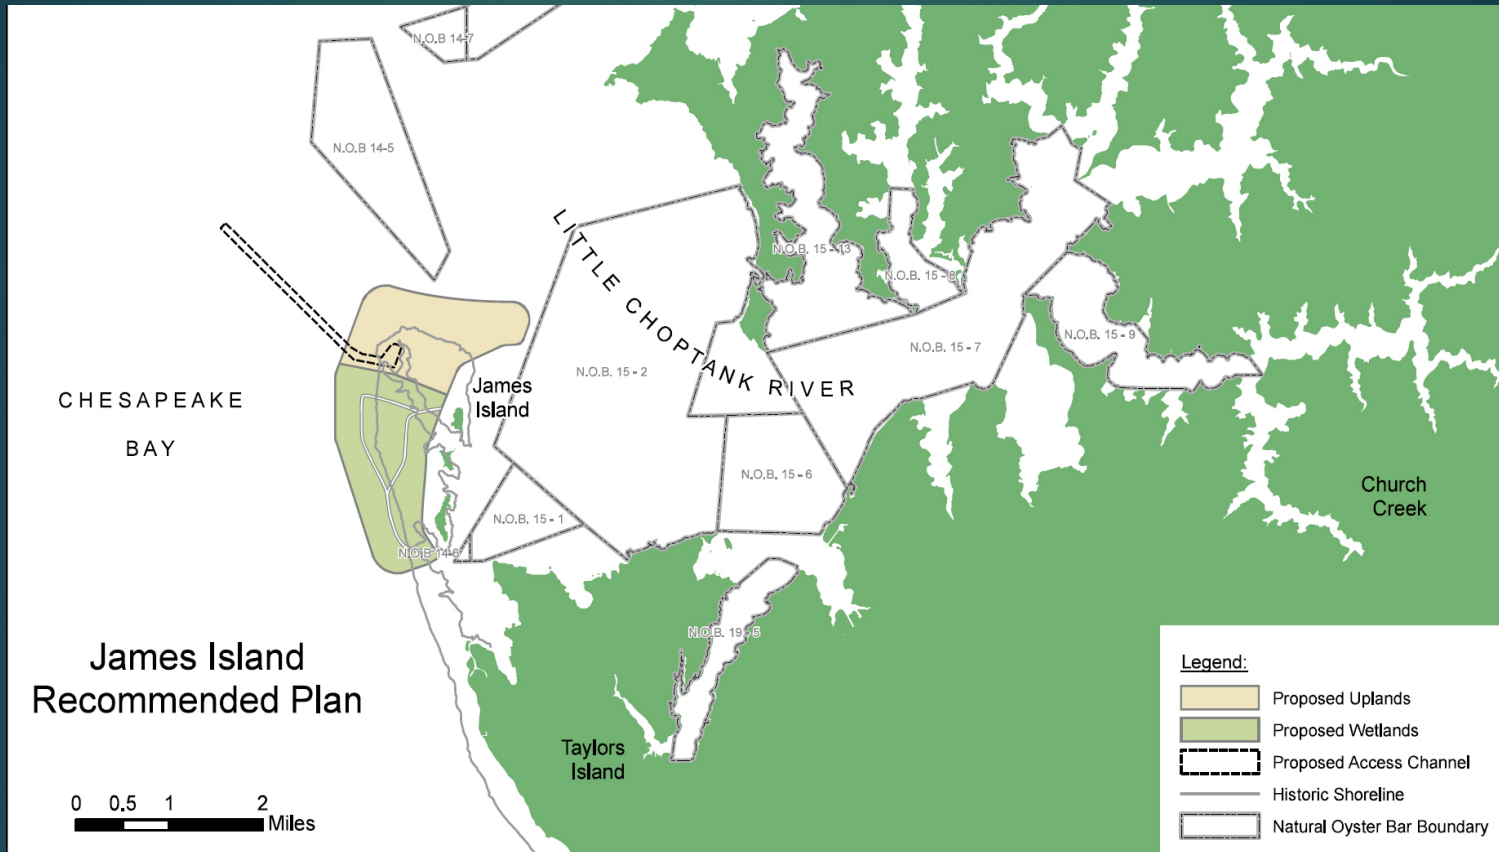 N.O.B 14-7
N.O.B 14-5
LITTLE CHOPTANK RIVER
N.O.B. 15 - 13
N.O.B. 15 - 8
N.O.B. 15 - 9
N.O.B. 15 - 7
N.O.B. 15 - 2
James
Island
CHESAPEAKE
BAY
N.O.B. 15 - 6
N.O.B. 15 - 1
N.O.B 14-6
Church
Creek
N.O.B. 19 - 5
James Island
Recommended Plan
Taylors
Island
0 0.5 1 2
Miles
Legend:
Proposed Uplands
Proposed Wetlands
Proposed Access Channel
Historic Shoreline
Natural Oyster Bar Boundary